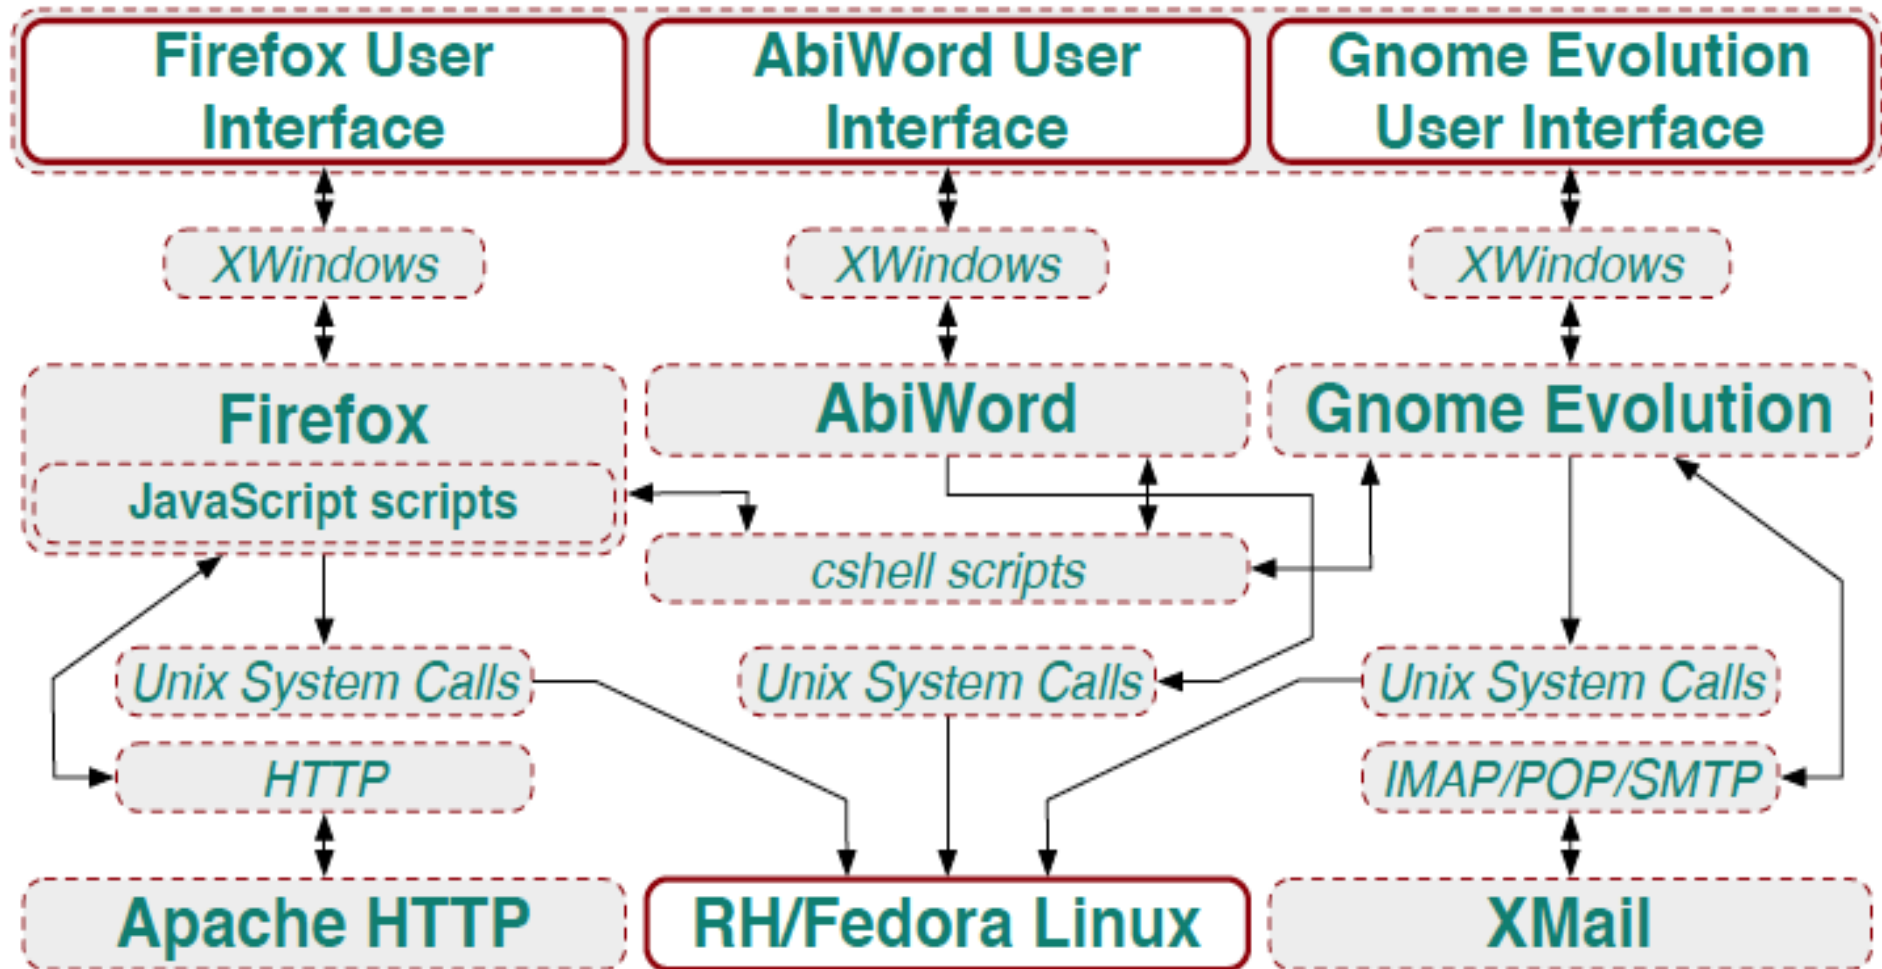 Firefox User
Interface
AbiWord User
Interface
Gnome Evolution
User Interface
XWindows
XWindows
XWindows
Firefox
JavaScript scripts
AbiWord
Gnome Evolution
cshell scripts
Unix System Calls
Unix System Calls
Unix System Calls
HTTP
IMAP/POP/SMTP
Apache HTTP
RH/Fedora Linux
XMail